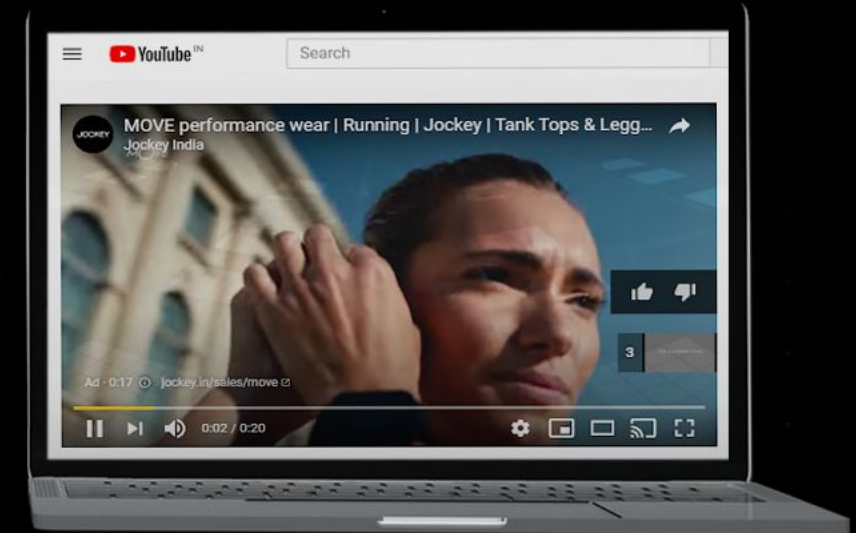 YouTube IN
Search
JOCKEY
MOVE performance wear | Running | Jockey | Tank Tops & Legg...
Jockey India
MOVE
3
Ad · 0:17 jockey.in/sales/move
0:02 / 0:20